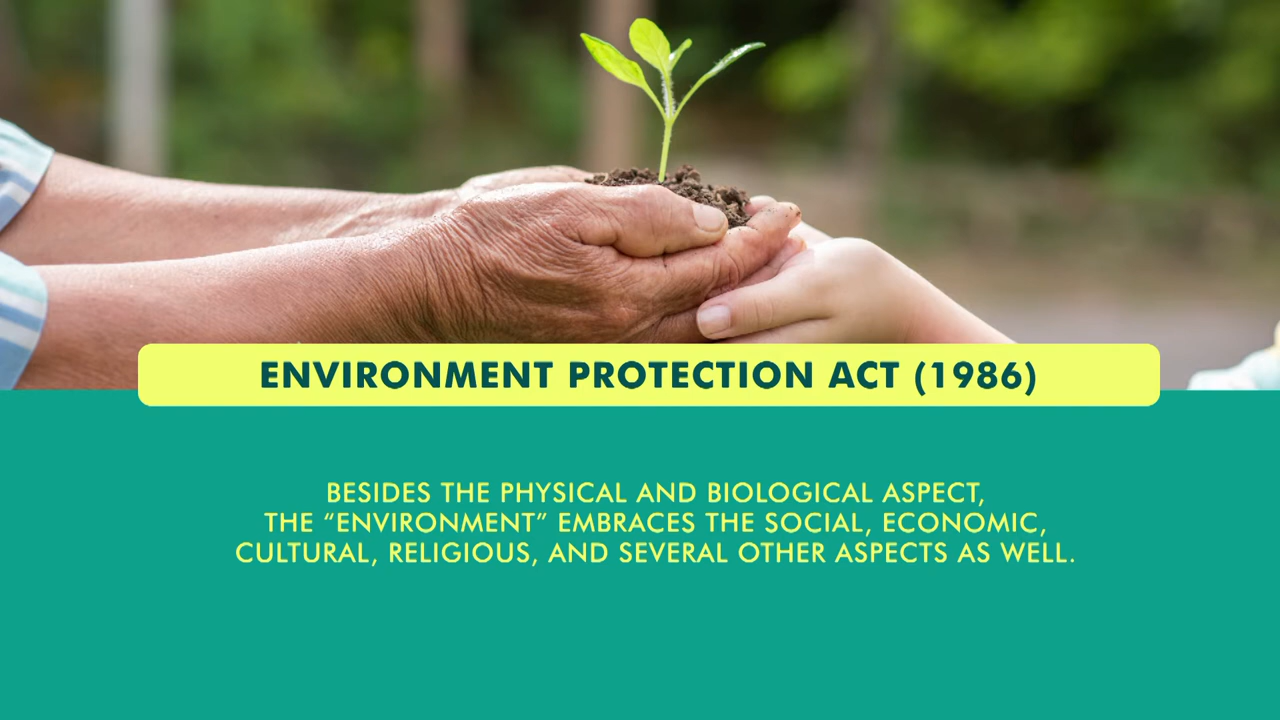 ENVIRONMENT PROTECTION ACT (1986)
BESIDES THE PHYSICAL AND BIOLOGICAL ASPECT,
THE “ENVIRONMENT” EMBRACES THE SOCIAL, ECONOMIC,
CULTURAL, RELIGIOUS, AND SEVERAL OTHER ASPECTS AS WELL.